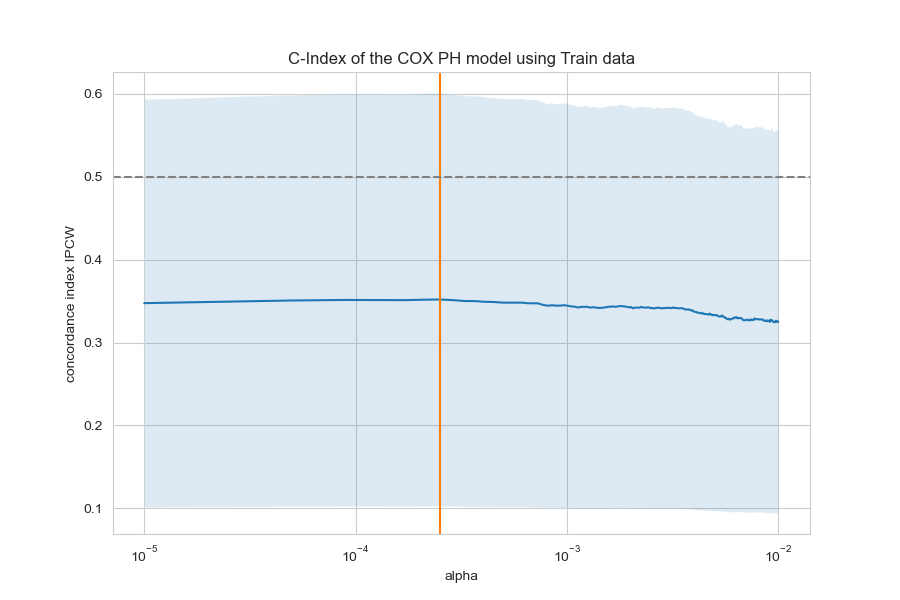 C-Index of the COX PH model using Train data
0.6
0.5
0.4
0.3
0.2
0.1
concordance index IPCW
10⁻⁵ 10⁻⁴ 10⁻³ 10⁻²
alpha